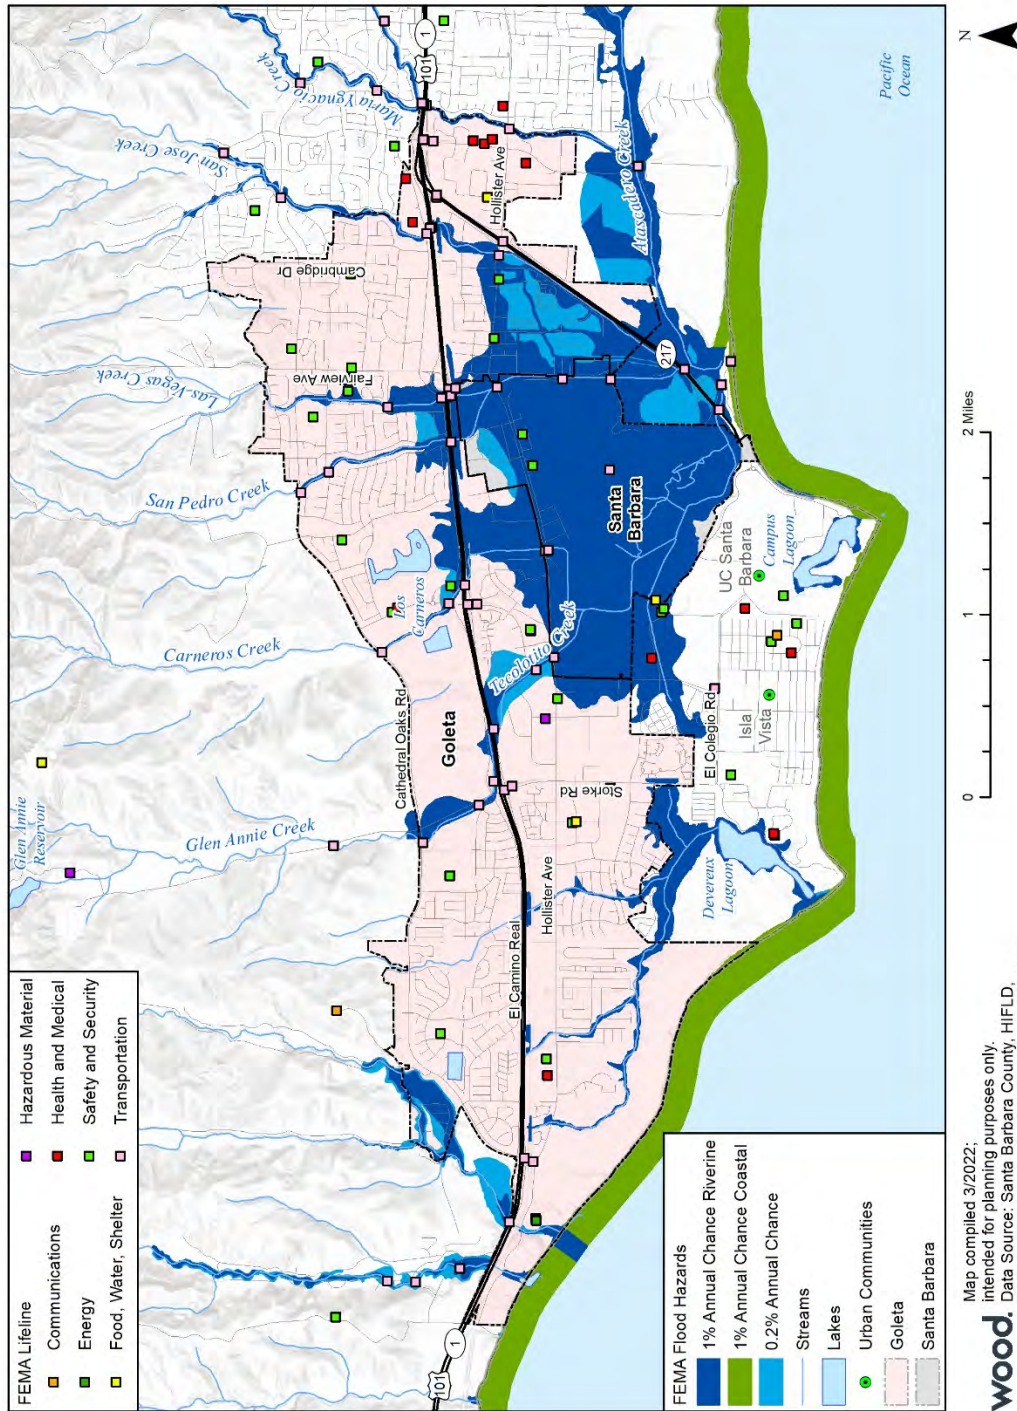 FEMA Lifeline
Communications
Energy
Food, Water, Shelter
Hazardous Material
Health and Medical
Safety and Security
Transportation
Glen Annie
Reservoir
Glen Annie Creek
Carneros Creek
San Pedro Creek
Las Vegas Creek
San Jose Creek
Maria Ygnacio Creek
Cathedral Oaks Rd
Los
Carneros
Fairview Ave
Cambridge Dr
Goleta
101
1
101
1
El Camino Real
Hollister Ave
Hollister Ave
Storke Rd
Tecolotito Creek
Santa
Barbara
217
Atascadero Creek
El Colegio Rd
Isla
Vista
UC Santa
Barbara
Campus
Lagoon
Devereux
Lagoon
Pacific
Ocean
FEMA Flood Hazards
1% Annual Chance Riverine
1% Annual Chance Coastal
0.2% Annual Chance
Streams
Lakes
Urban Communities
Goleta
Santa Barbara
wood.
Map compiled 3/2022;
intended for planning purposes only.
Data Source: Santa Barbara County, HIFLD,
0
1
2 Miles
N